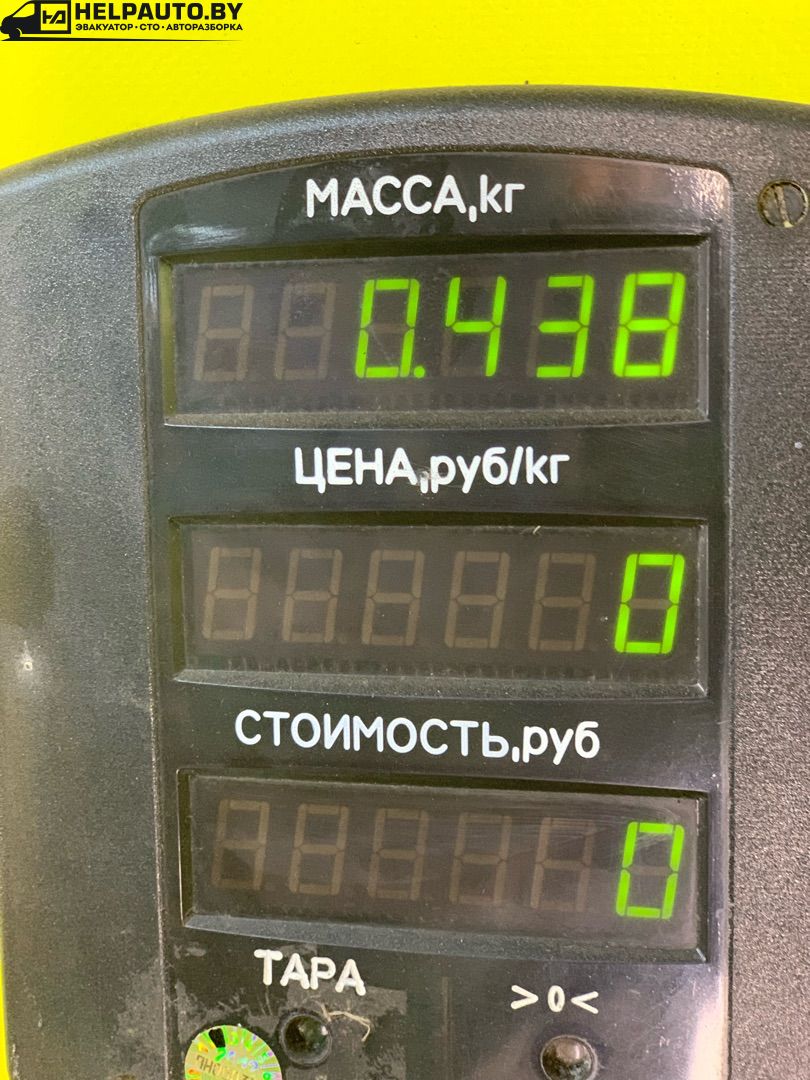 HELPAUTO.BY
ЭВАКУАТОР • СТО • АВТОРАЗБОРКА
МАССА,кг
0.438
ЦЕНА,руб/кг
0
СТОИМОСТЬ,руб
0
ТАРА
>0<